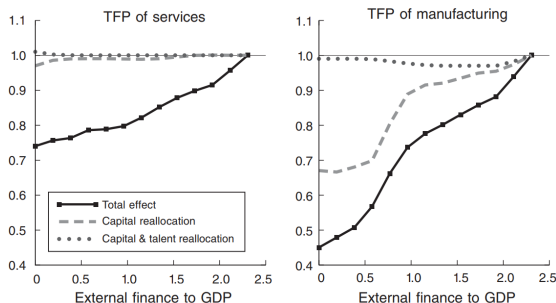 TFP of services
1.1
1.0
0.9
0.8
0.7
0.6
0.5
0.4
Total effect
Capital reallocation
Capital & talent reallocation
0 0.5 1.0 1.5 2.0 2.5
External finance to GDP
TFP of manufacturing
1.1
1.0
0.9
0.8
0.7
0.6
0.5
0.4
0 0.5 1.0 1.5 2.0 2.5
External finance to GDP